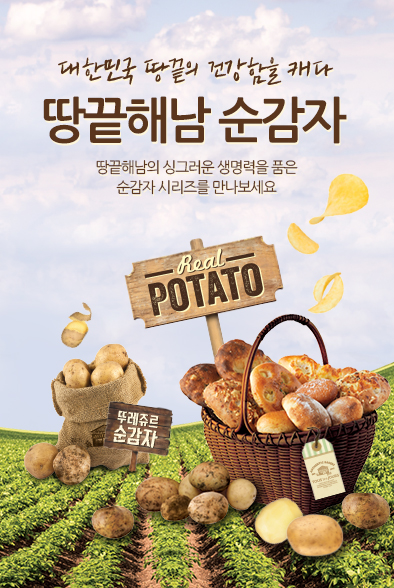 대한민국 땅끝의 건강함을 캐다
땅끝해남 순감자
땅끝해남의 싱그러운 생명력을 품은
순감자 시리즈를 만나보세요
Real
POTATO
뚜레쥬르
순감자